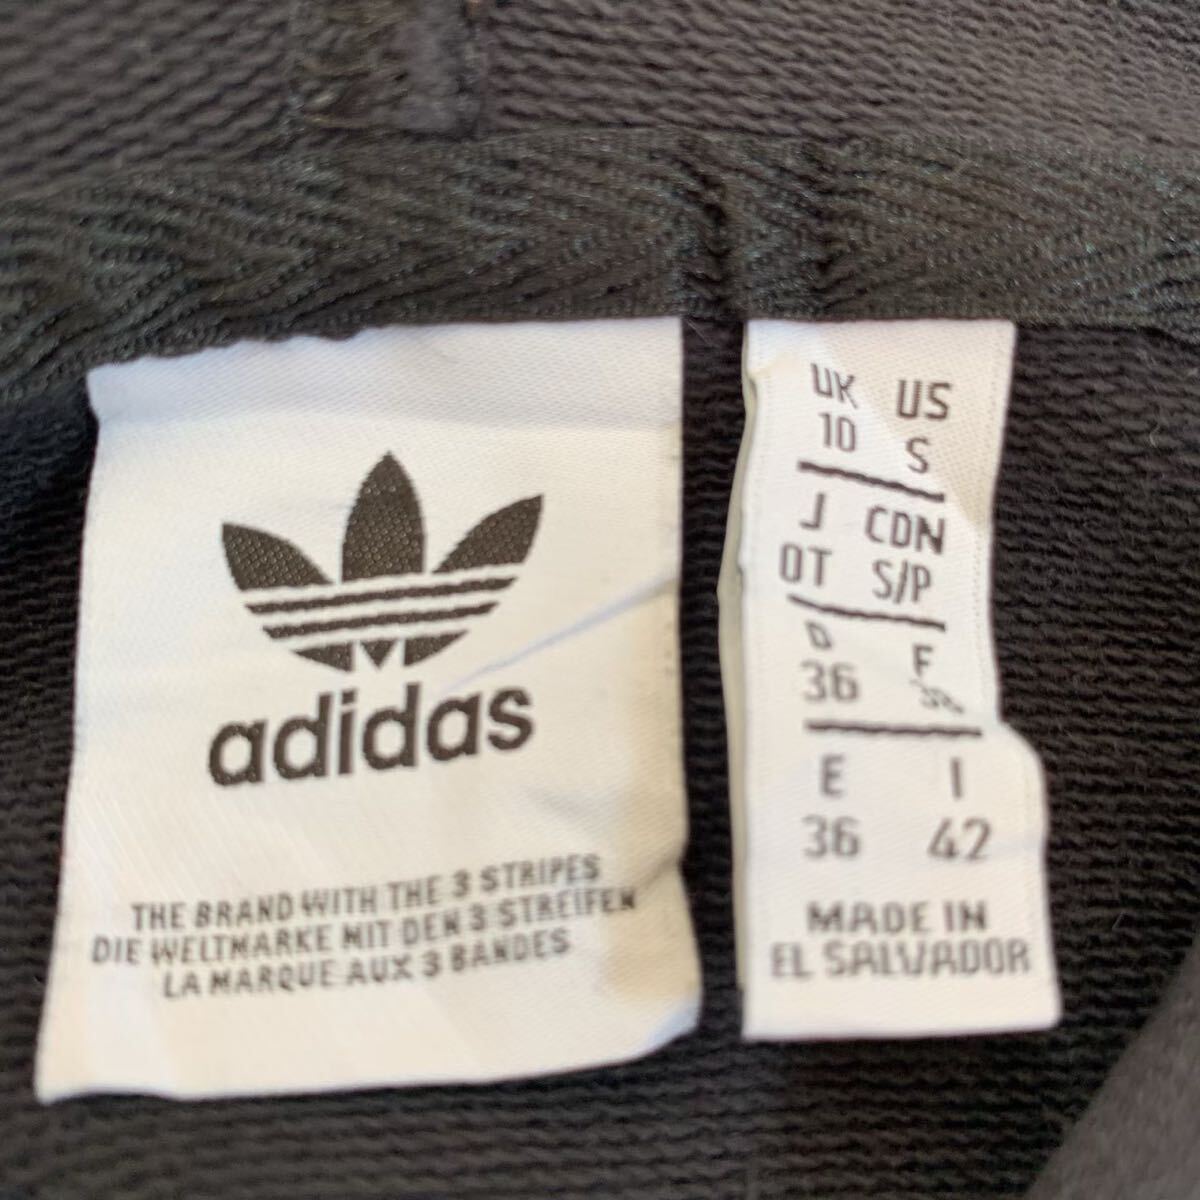 adidas
THE BRAND WITH THE 3 STRIPES
DIE WELTMARKE MIT DEN 3 STREIFEN
LA MARQUE AUX 3 BANDES
UK US
10 S
J CDN
OT S/P
D F
36
E I
36 42
MADE IN
EL SALVADOR